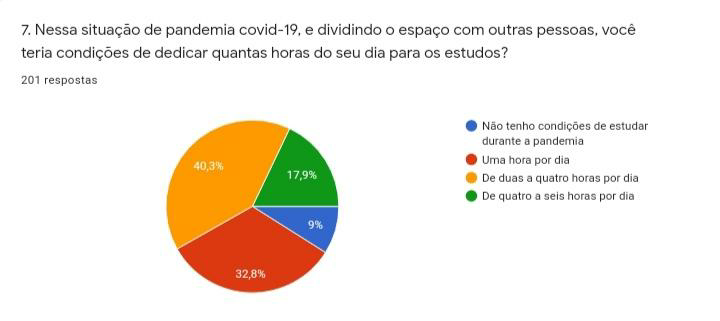 7. Nessa situação de pandemia covid-19, e dividindo o espaço com outras pessoas, você
teria condições de dedicar quantas horas do seu dia para os estudos?
201 respostas
Não tenho condições de estudar
durante a pandemia
Uma hora por dia
De duas a quatro horas por dia
De quatro a seis horas por dia
40,3%
17,9%
9%
32,8%